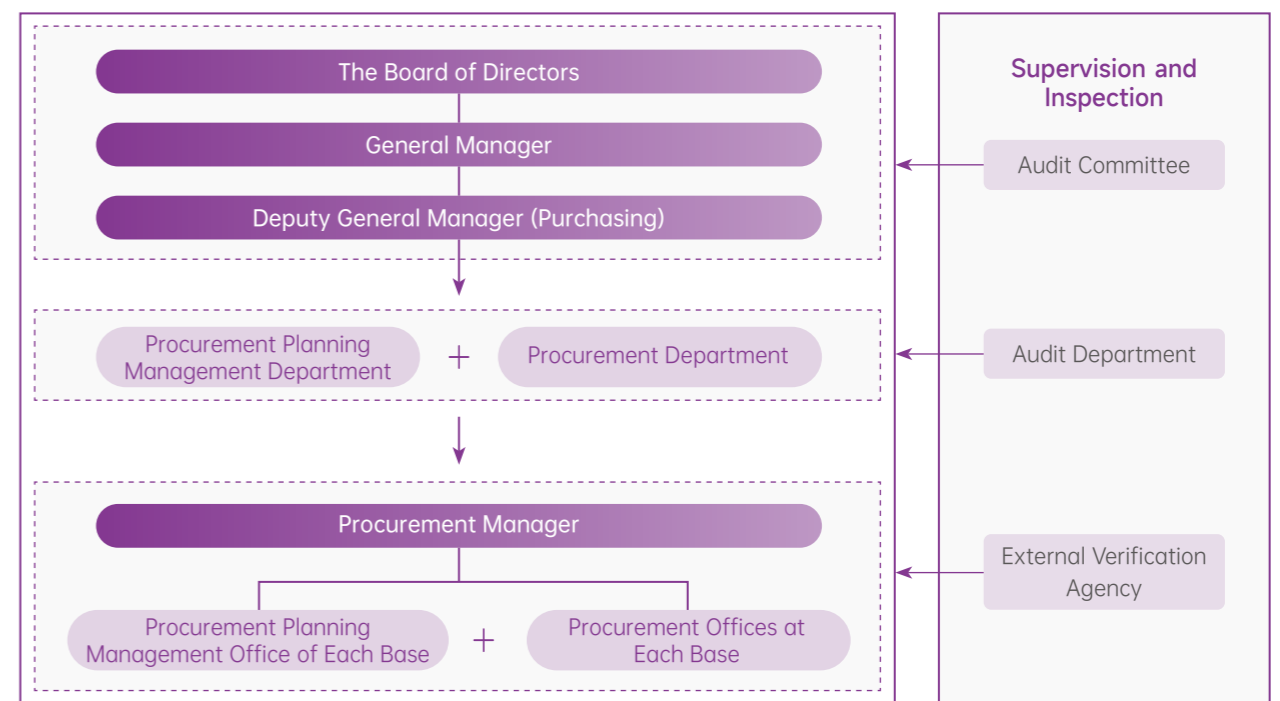 The Board of Directors
General Manager
Deputy General Manager (Purchasing)
Procurement Planning
Management Department
+
Procurement Department
Procurement Manager
Procurement Planning
Management Office of Each Base
+
Procurement Offices at
Each Base
Supervision and
Inspection
Audit Committee
Audit Department
External Verification
Agency